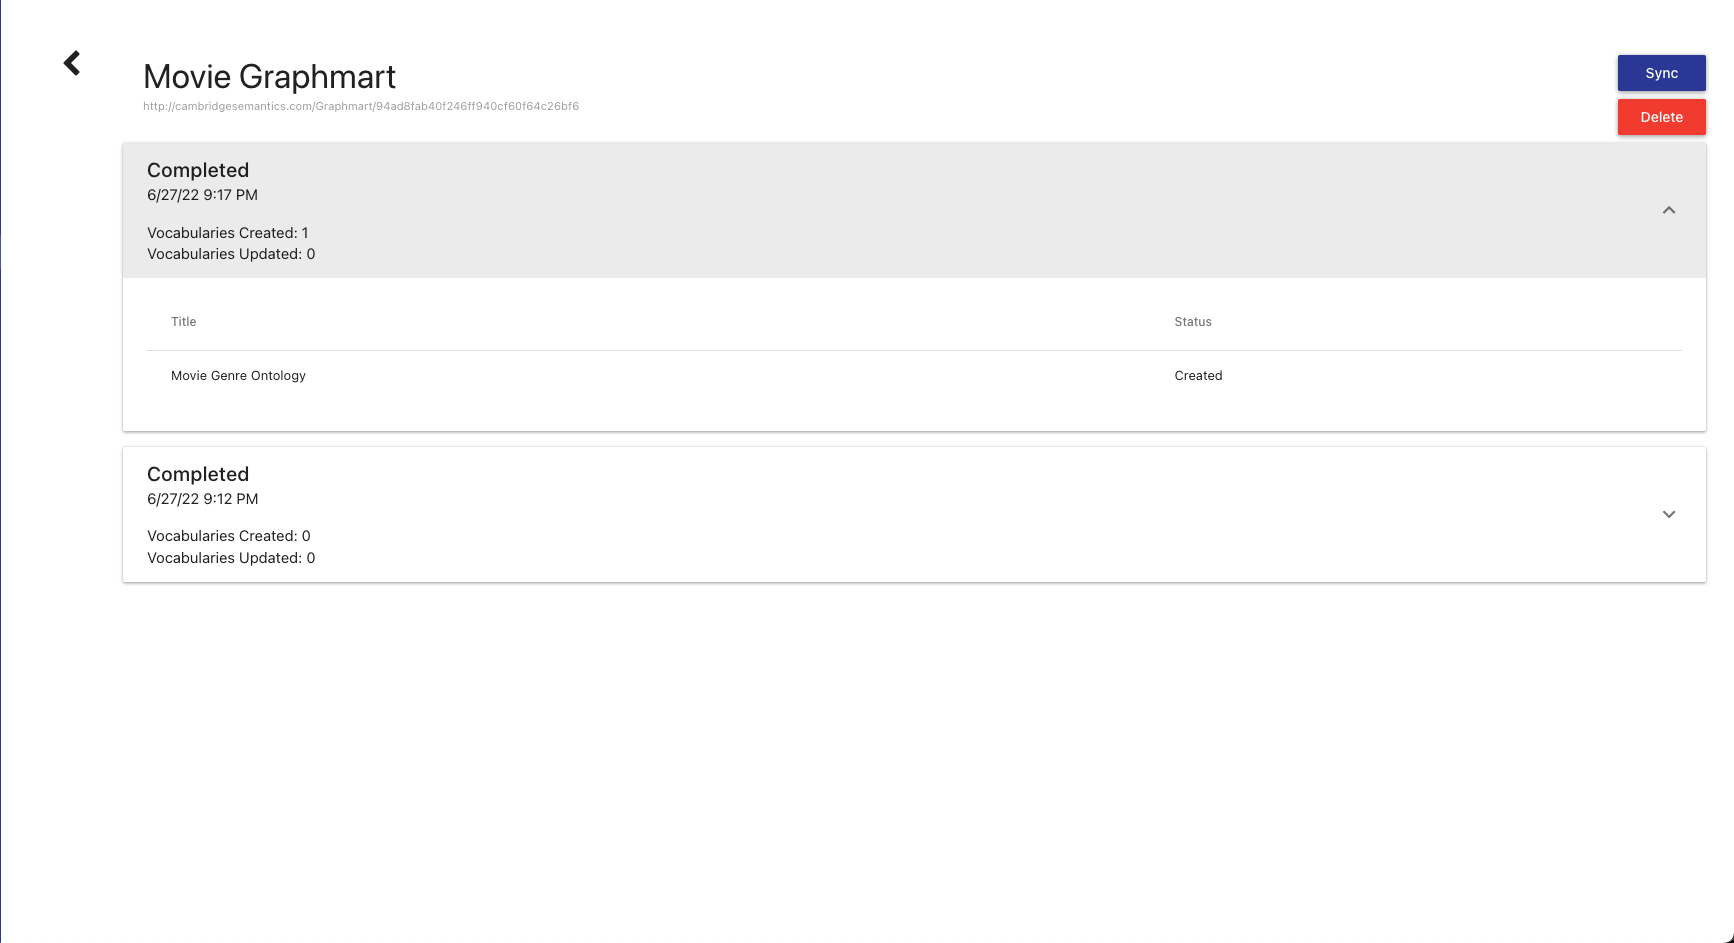 Movie Graphmart
http://cambridgesemantics.com/Graphmart/94ad8fab40f246ff940cf60f64c26bf6
Sync
Delete
Completed
6/27/22 9:17 PM
Vocabularies Created: 1
Vocabularies Updated: 0
Title Status
Movie Genre Ontology Created
Completed
6/27/22 9:12 PM
Vocabularies Created: 0
Vocabularies Updated: 0